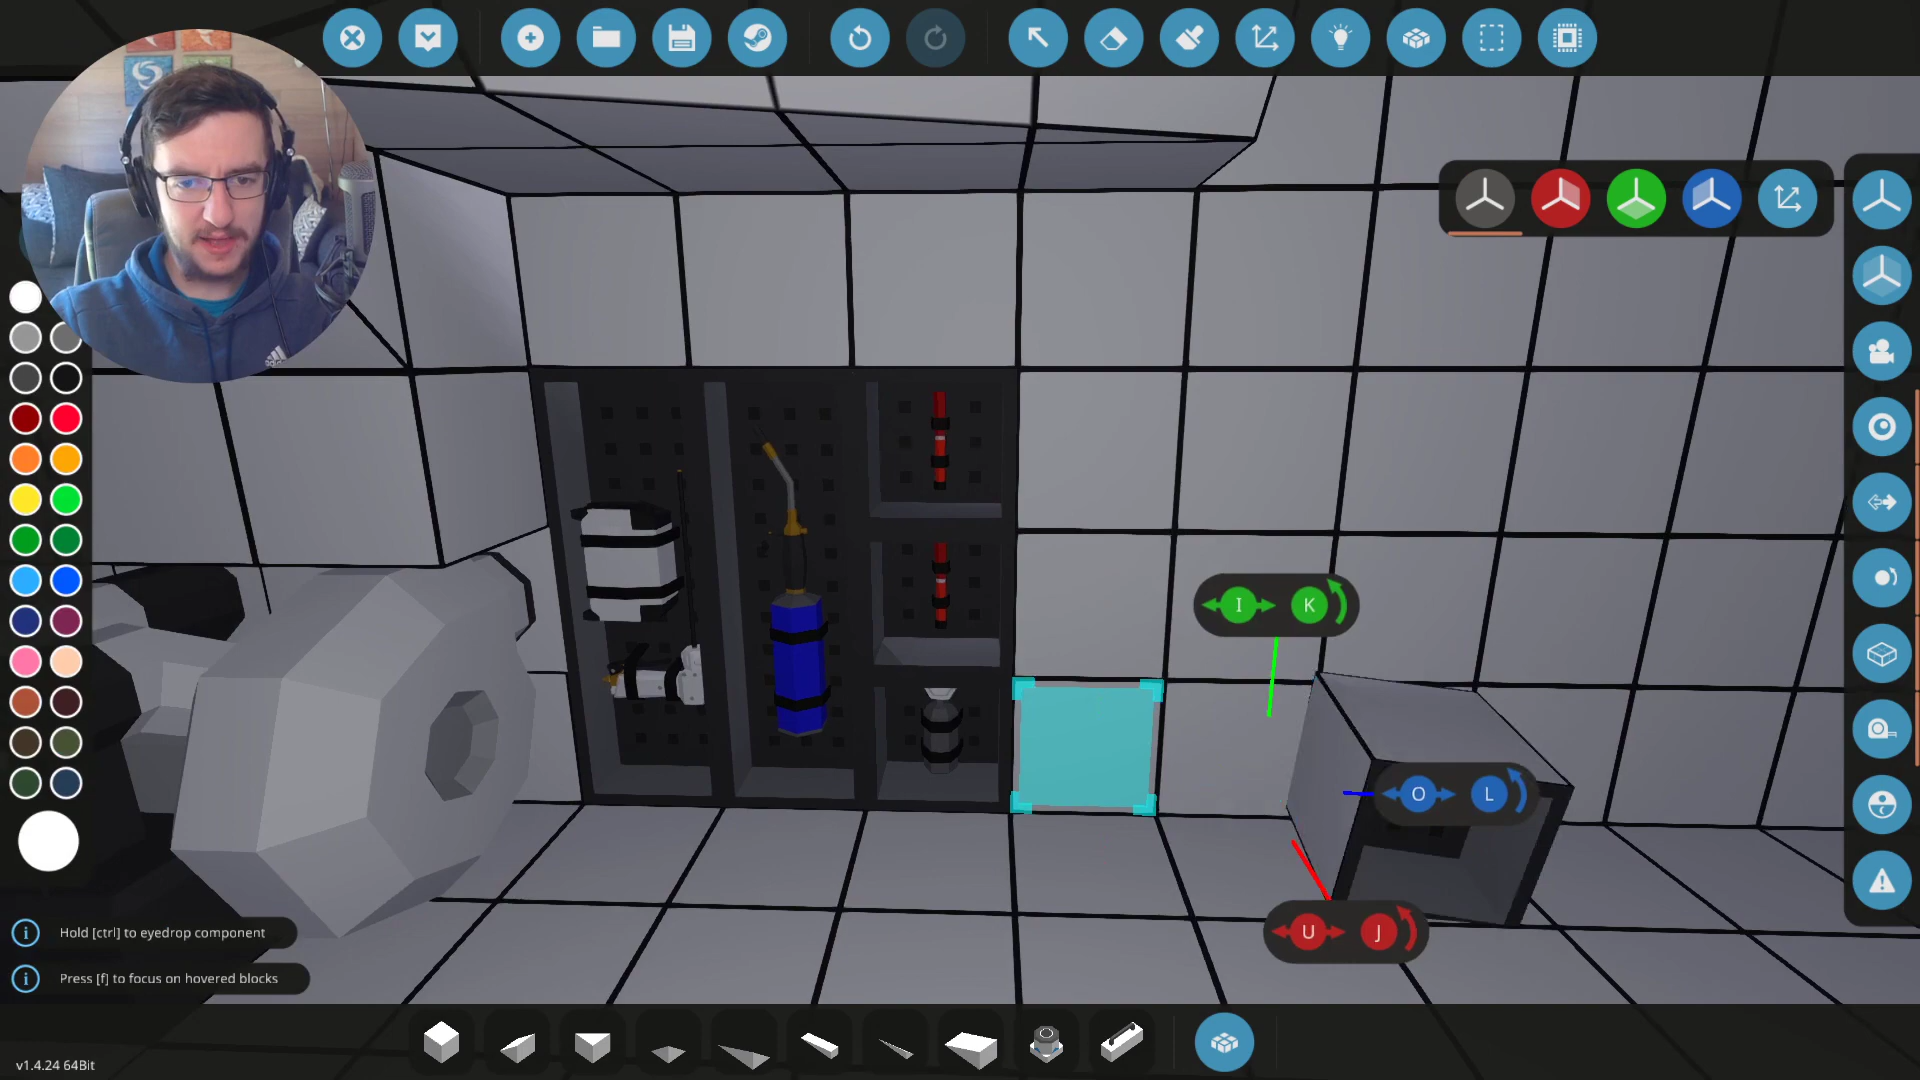 I K
O L
U J
Hold [ctrl] to eyedrop component
Press [f] to focus on hovered blocks
v1.4.24 64Bit